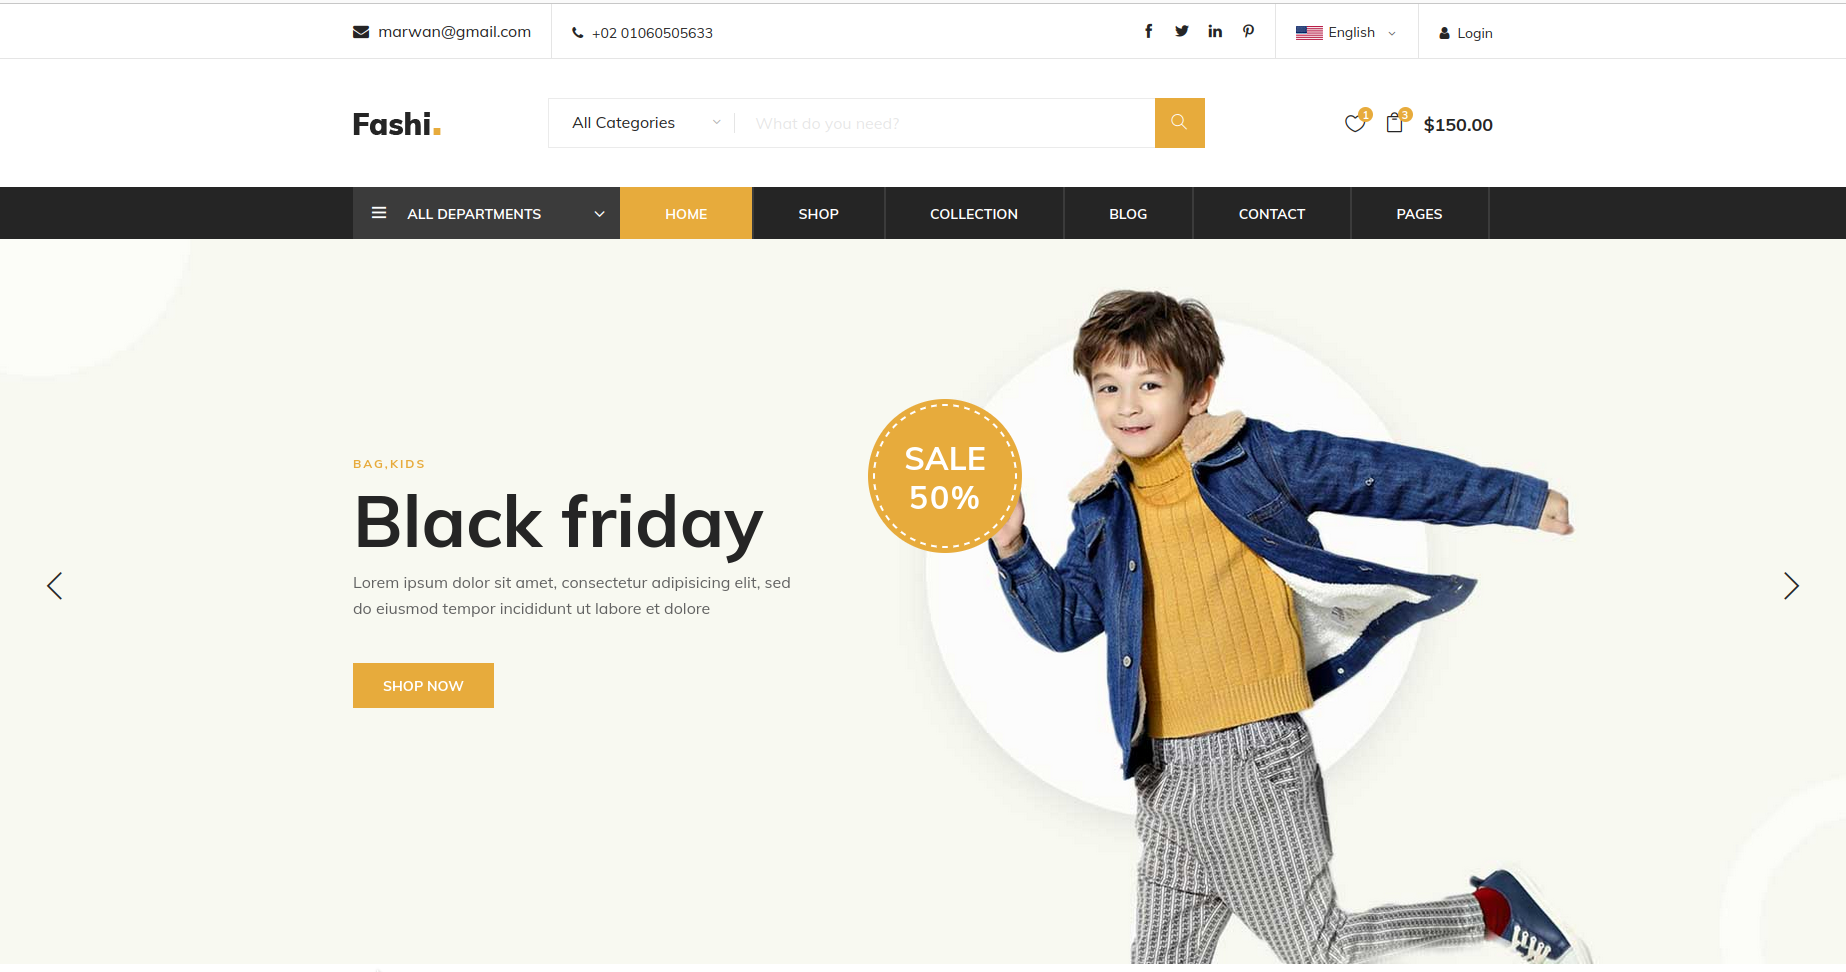 marwan@gmail.com
+02 01060505633
English
Login
Fashi.
All Categories
What do you need?
1
3
$150.00
ALL DEPARTMENTS
HOME
SHOP
COLLECTION
BLOG
CONTACT
PAGES
BAG,KIDS
Black friday
Lorem ipsum dolor sit amet, consectetur adipisicing elit, sed
do eiusmod tempor incididunt ut labore et dolore
SHOP NOW
SALE
50%